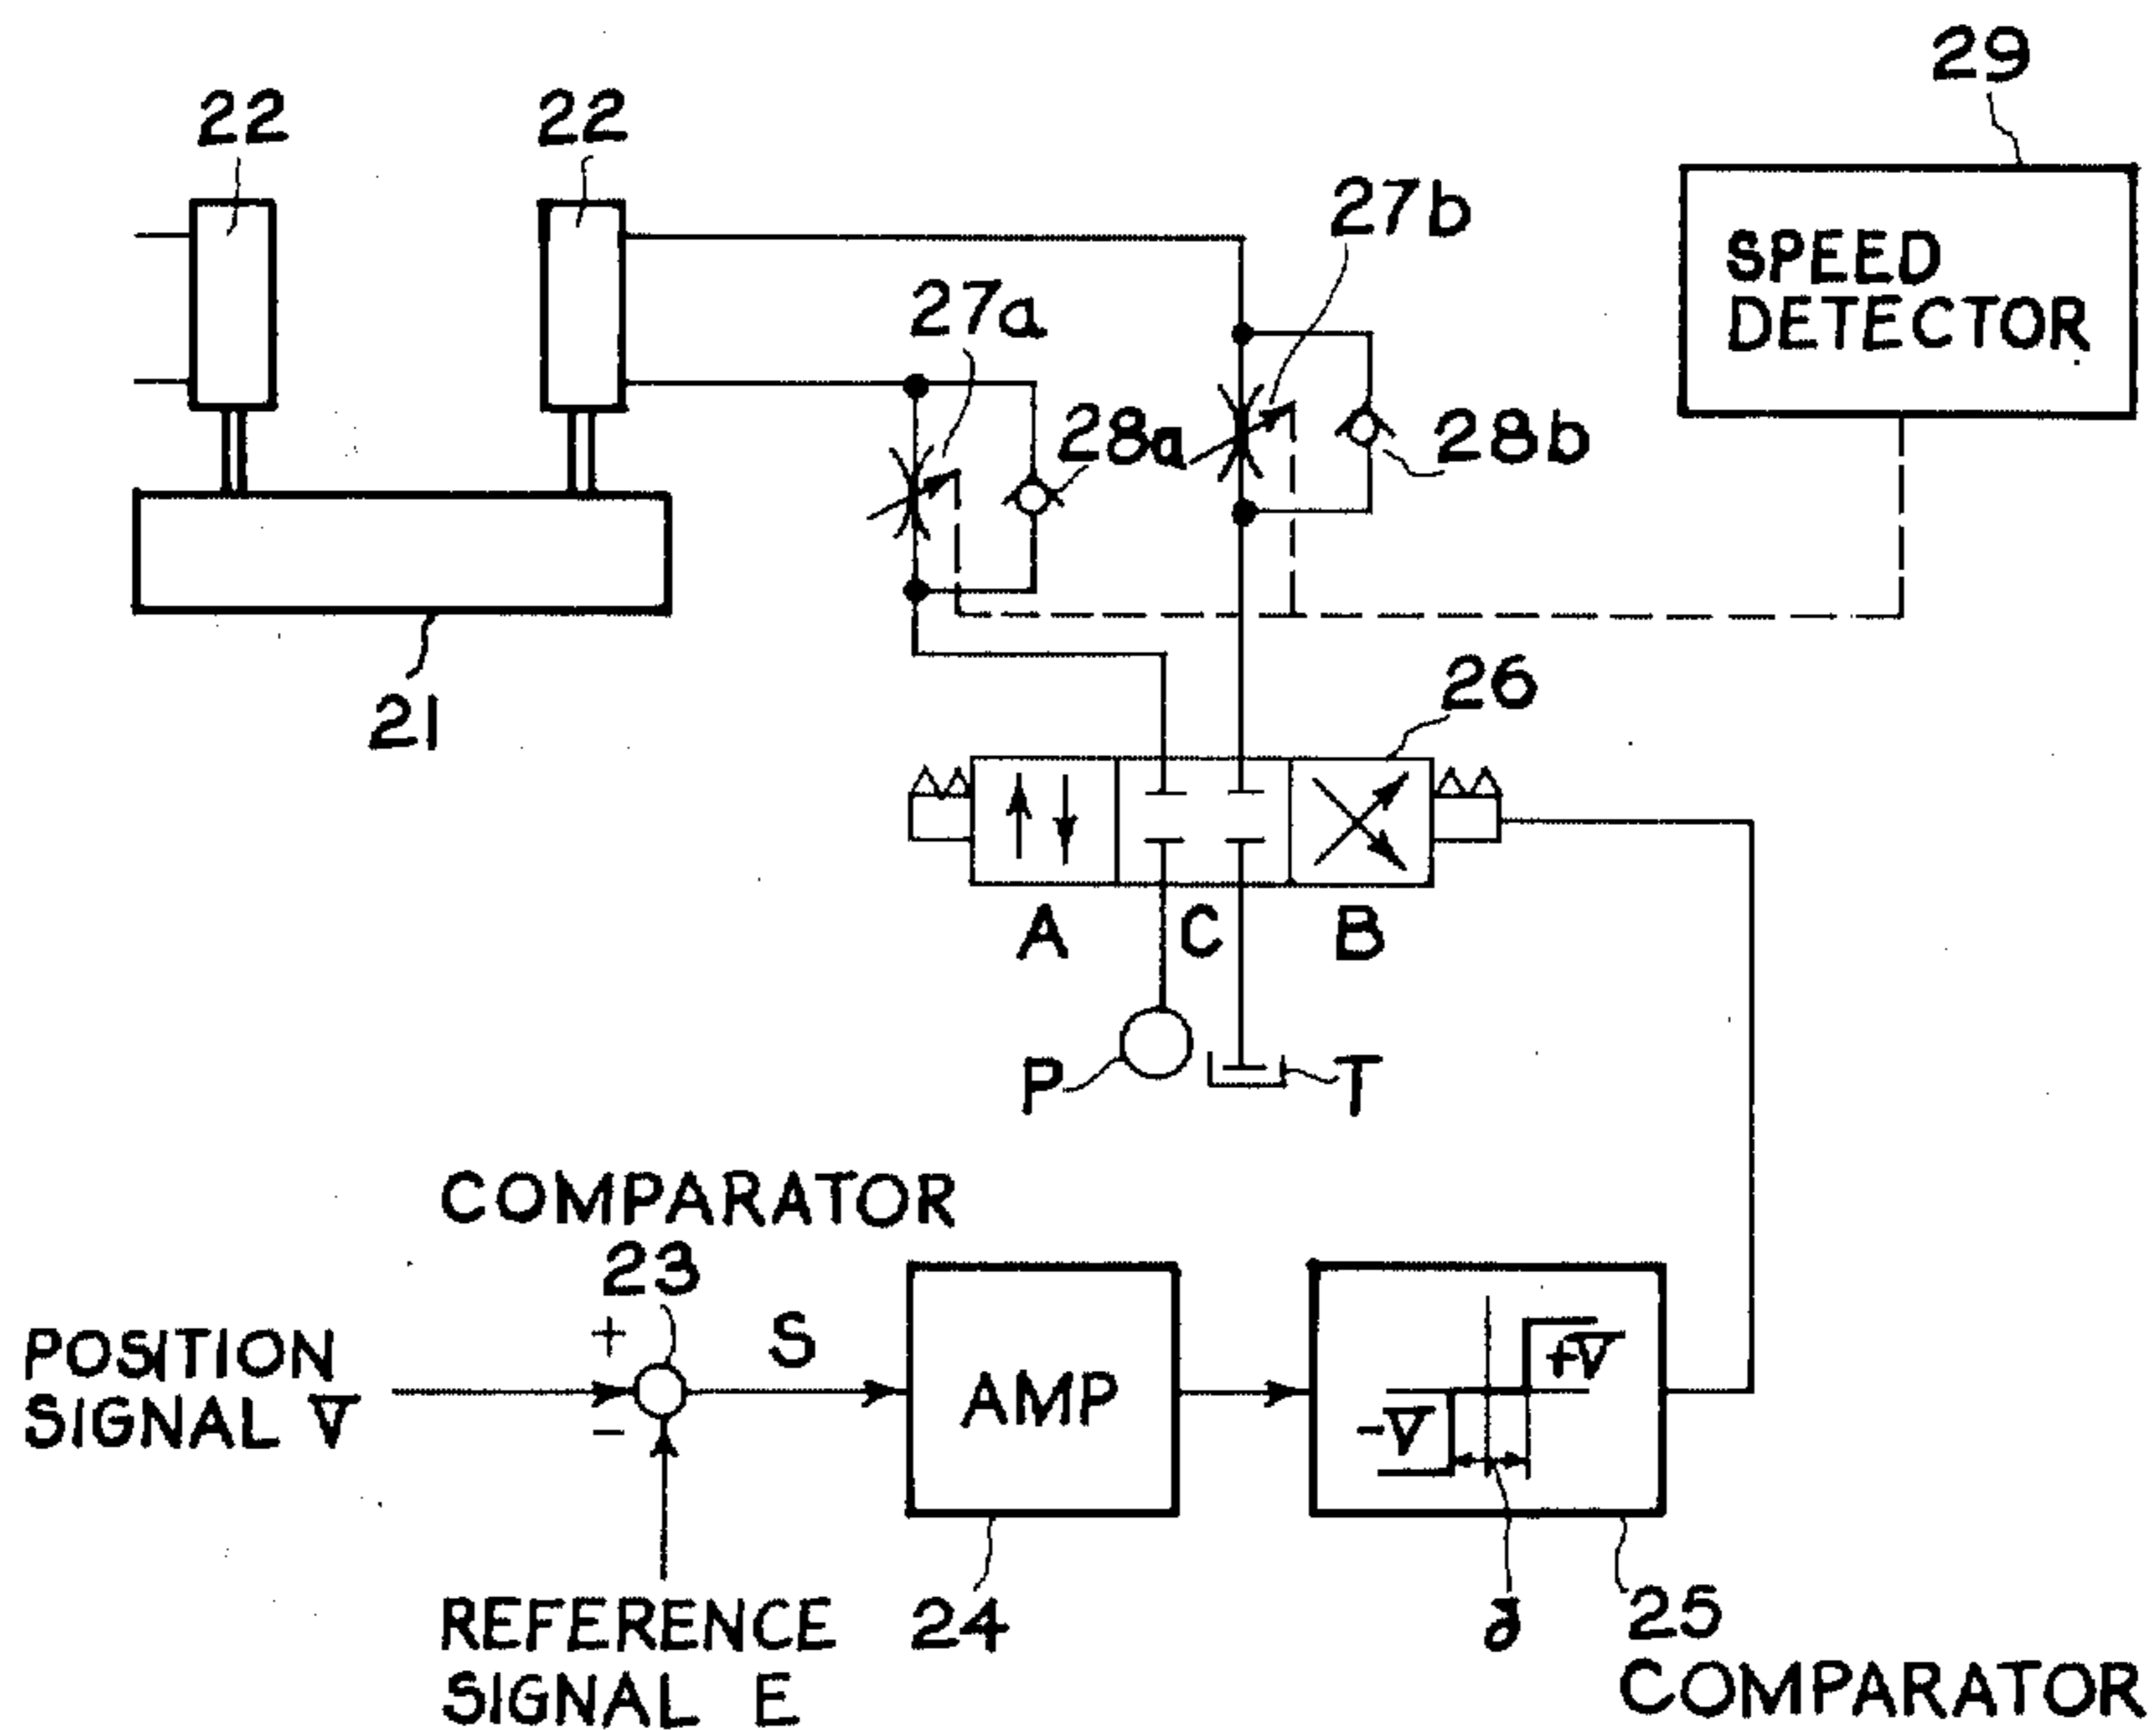 29
22
22
27b
SPEED
DETECTOR
27a
28a
28b
26
21
A
C
B
P
T
COMPARATOR
23
+
S
POSITION
SIGNAL V
AMP
+V
-V
−
REFERENCE
SIGNAL E
24
δ
25
COMPARATOR